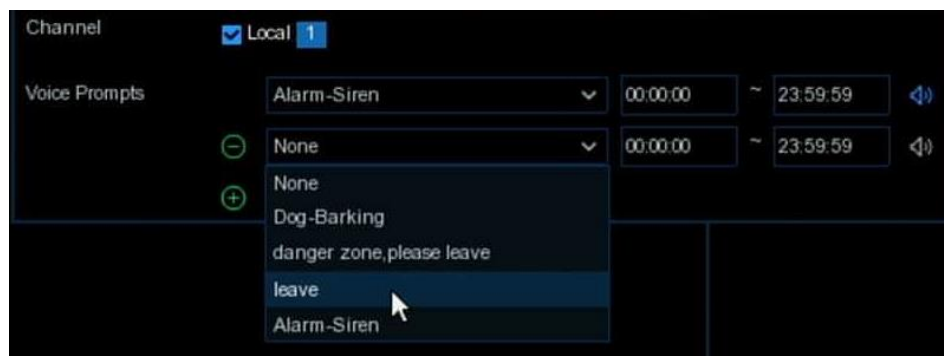 Channel Local 1
Voice Prompts Alarm-Siren 00:00:00 ~ 23:59:59
None 00:00:00 ~ 23:59:59
None
Dog-Barking
danger zone,please leave
leave
Alarm-Siren